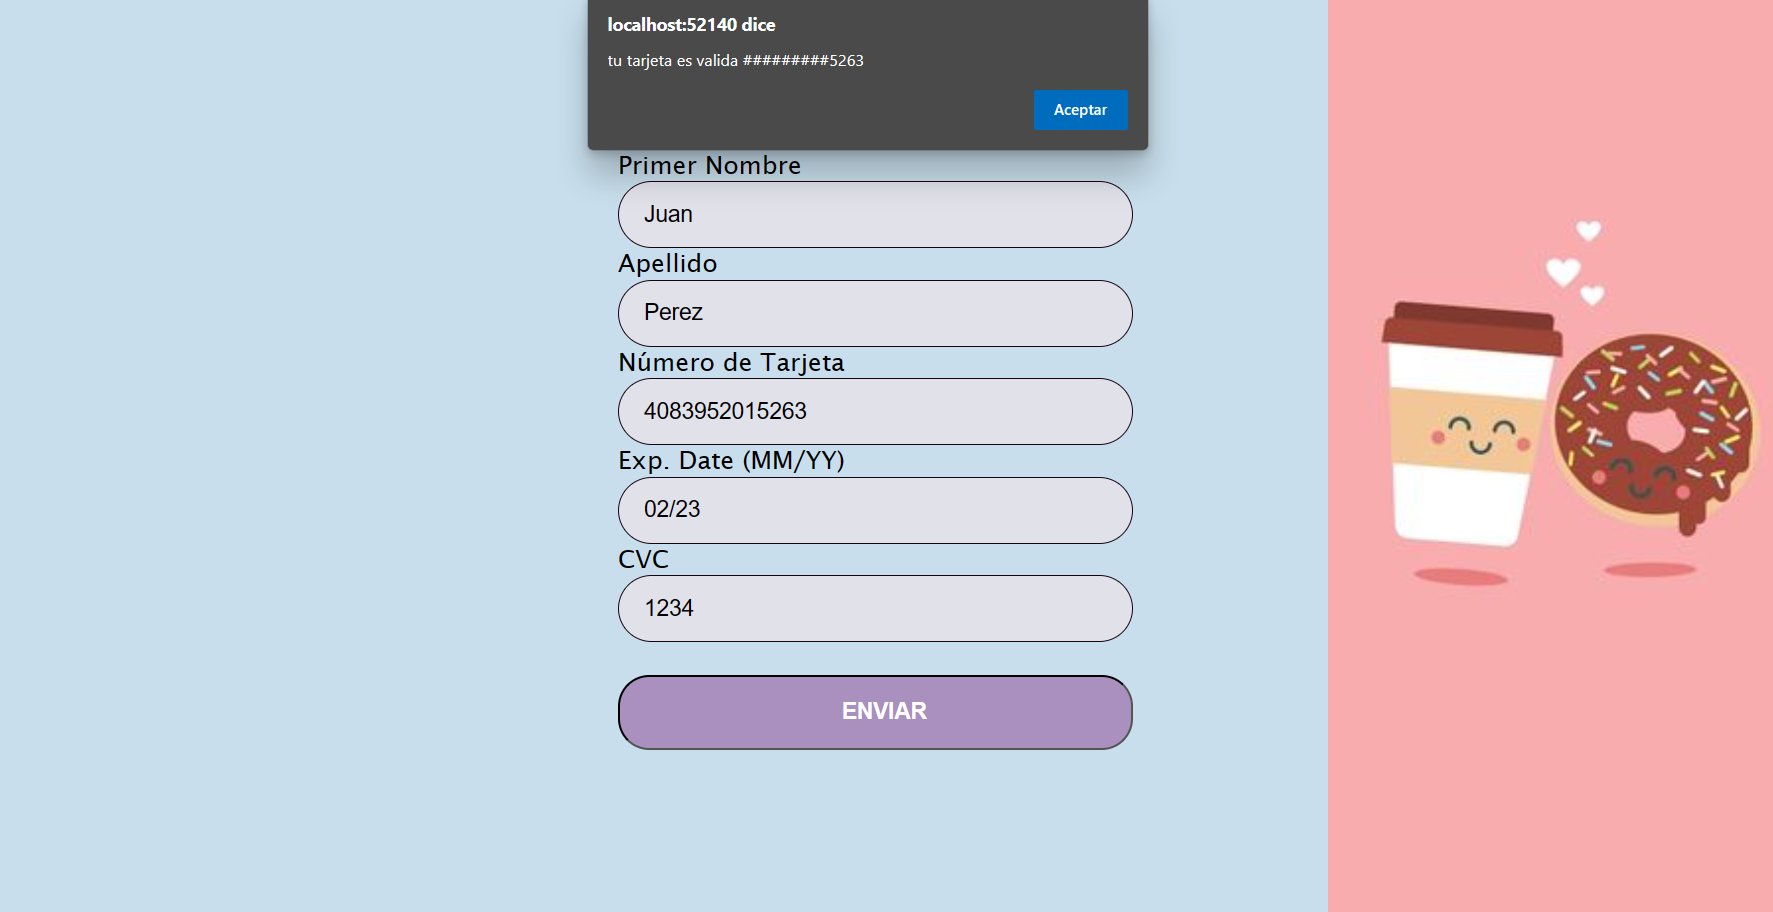 localhost:52140 dice
tu tarjeta es valida #########5263
Aceptar
Primer Nombre
Juan
Apellido
Perez
Número de Tarjeta
4083952015263
Exp. Date (MM/YY)
02/23
CVC
1234
ENVIAR